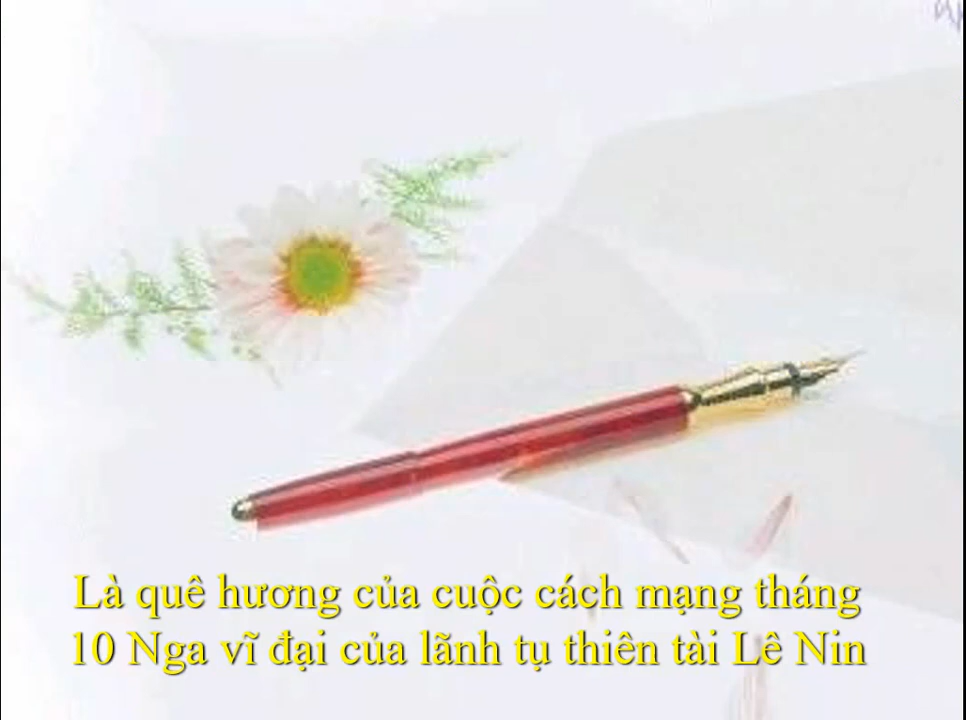 Là quê hương của cuộc cách mạng tháng
10 Nga vĩ đại của lãnh tụ thiên tài Lê Nin